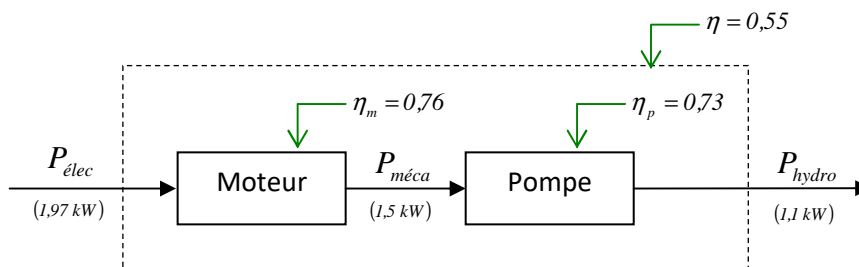 η = 0,55
η_m = 0,76
η_p = 0,73
P_élec
Moteur
P_méca
Pompe
P_hydro
(1,97 kW)
(1,5 kW)
(1,1 kW)